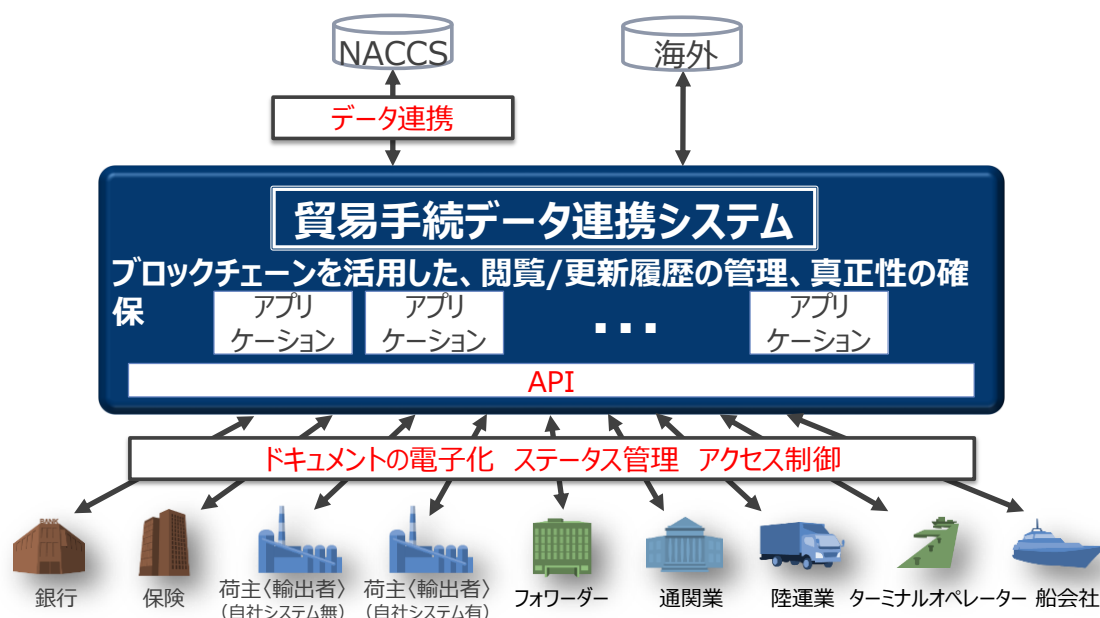 NACCS
海外
データ連携
貿易手続データ連携システム
ブロックチェーンを活用した、閲覧/更新履歴の管理、真正性の確
保
アプリ
ケーション
アプリ
ケーション
・・・
アプリ
ケーション
API
ドキュメントの電子化 ステータス管理 アクセス制御
BANK
銀行
保険
荷主〈輸出者〉
（自社システム無）
荷主〈輸出者〉
（自社システム有）
フォワーダー
通関業
陸運業
ターミナルオペレーター
船会社